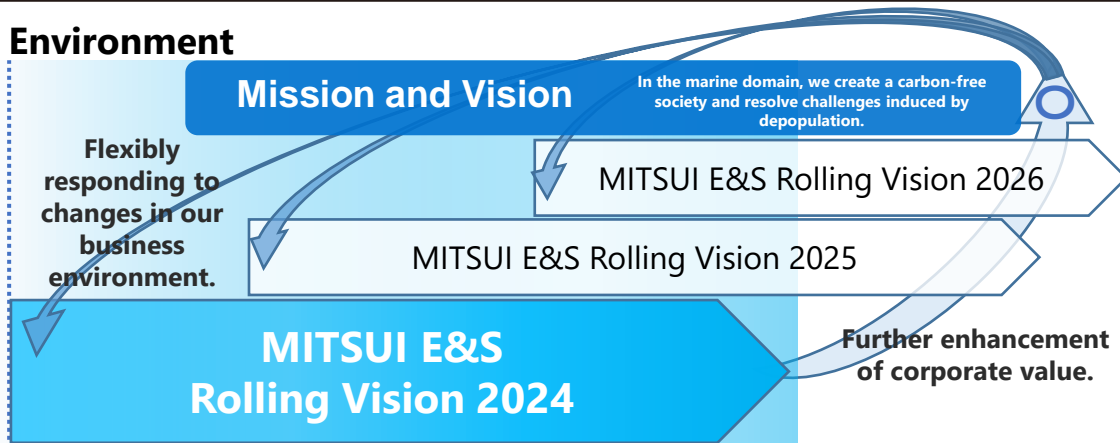 Environment
Mission and Vision
In the marine domain, we create a carbon-free
society and resolve challenges induced by
depopulation.
Flexibly
responding to
changes in our
business
environment.
MITSUI E&S Rolling Vision 2026
MITSUI E&S Rolling Vision 2025
MITSUI E&S
Rolling Vision 2024
Further enhancement
of corporate value.